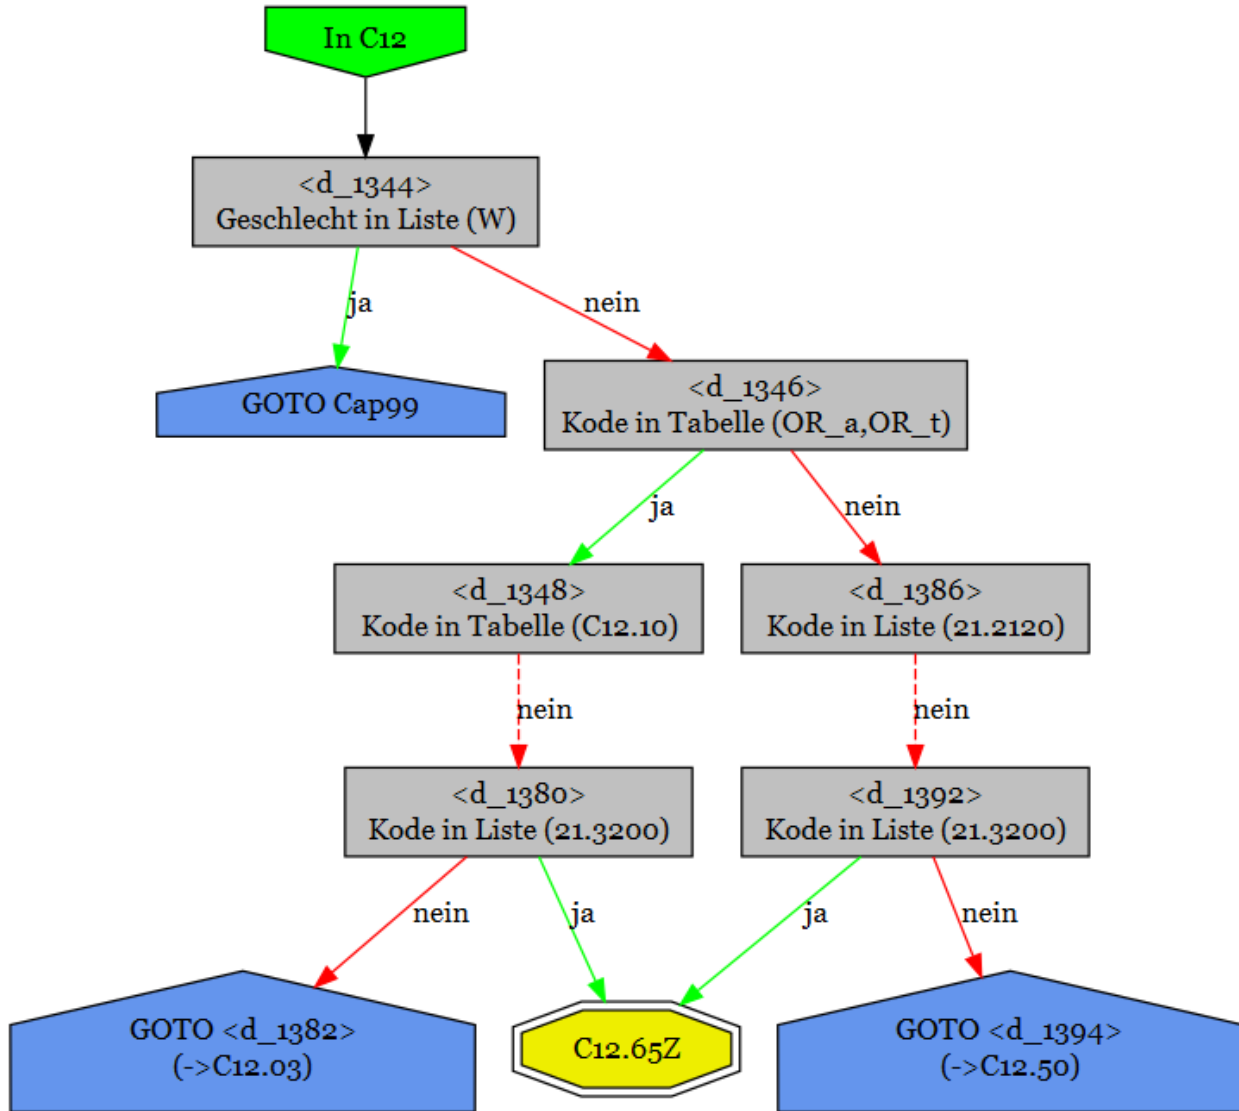 In C12
<d_1344>
Geschlecht in Liste (W)
ja
nein
GOTO Cap99
<d_1346>
Kode in Tabelle (OR_a,OR_t)
ja
nein
<d_1348>
Kode in Tabelle (C12.10)
<d_1386>
Kode in Liste (21.2120)
nein
nein
<d_1380>
Kode in Liste (21.3200)
<d_1392>
Kode in Liste (21.3200)
nein
ja
ja
nein
GOTO <d_1382>
(->C12.03)
C12.65Z
GOTO <d_1394>
(->C12.50)